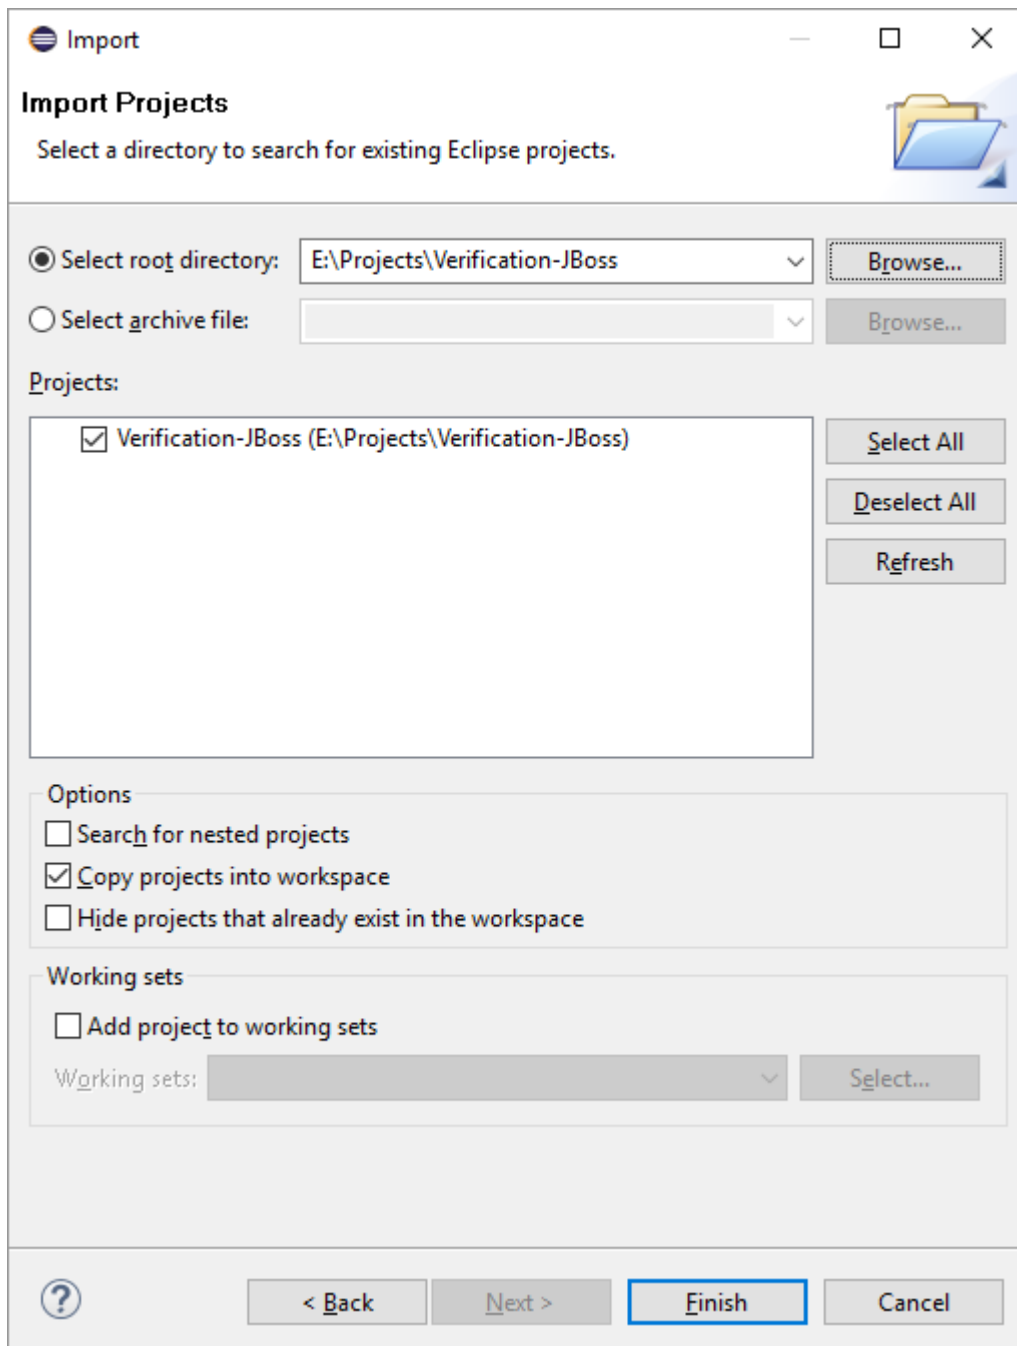 Import
Import Projects
Select a directory to search for existing Eclipse projects.
Select root directory: E:\Projects\Verification-JBoss Browse...
Select archive file: Browse...
Projects:
Verification-JBoss (E:\Projects\Verification-JBoss)
Select All
Deselect All
Refresh
Options
Search for nested projects
Copy projects into workspace
Hide projects that already exist in the workspace
Working sets
Add project to working sets
Working sets: Select...
? < Back Next > Finish Cancel